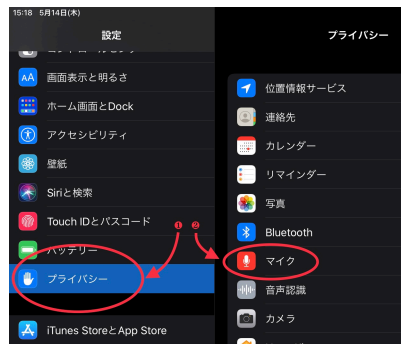 15:18 5月14日(木)
設定
画面表示と明るさ
ホーム画面とDock
アクセシビリティ
壁紙
Siriと検索
Touch IDとパスコード
バッテリー
プライバシー
iTunes StoreとApp Store
❶ ❷
プライバシー
位置情報サービス
連絡先
カレンダー
リマインダー
写真
Bluetooth
マイク
音声認識
カメラ